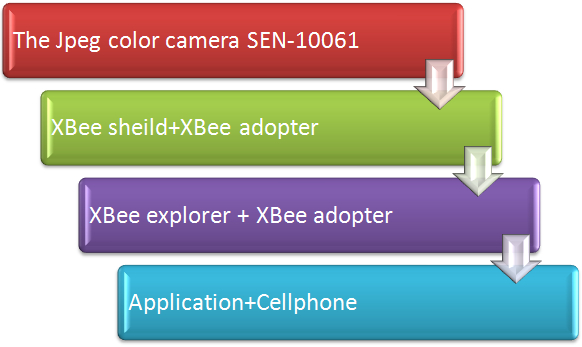 The Jpeg color camera SEN-10061
XBee sheild+XBee adopter
XBee explorer + XBee adopter
Application+Cellphone